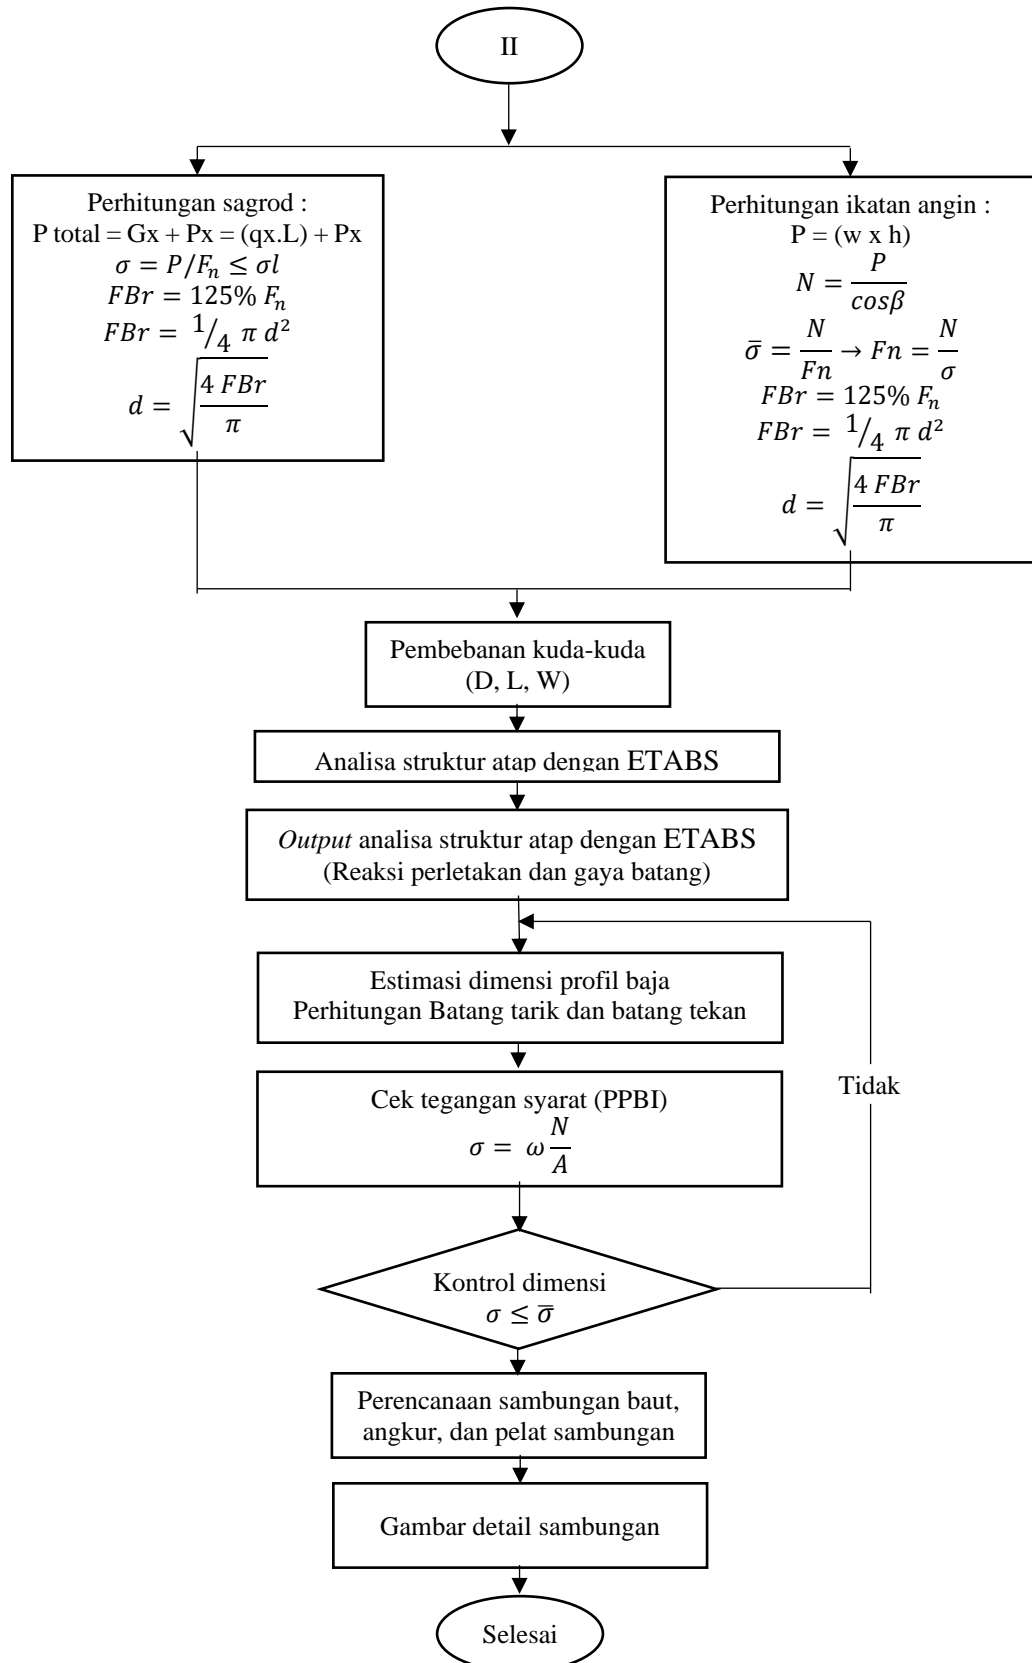 II
Perhitungan sagrod :
P total = Gx + Px = (qx.L) + Px
σ = P/F_n ≤ σl
FBr = 125% F_n
FBr = 1/4 π d²
d = √(4 FBr/π)
Perhitungan ikatan angin :
P = (w x h)
N = P/cosβ
σ̅ = N/Fn → Fn = N/σ
FBr = 125% F_n
FBr = 1/4 π d²
d = √(4 FBr/π)
Pembebanan kuda-kuda
(D, L, W)
Analisa struktur atap dengan ETABS
Output analisa struktur atap dengan ETABS
(Reaksi perletakan dan gaya batang)
Estimasi dimensi profil baja
Perhitungan Batang tarik dan batang tekan
Cek tegangan syarat (PPBI)
σ = ω N/A
Tidak
Kontrol dimensi
σ ≤ σ̅
Perencanaan sambungan baut,
angkur, dan pelat sambungan
Gambar detail sambungan
Selesai